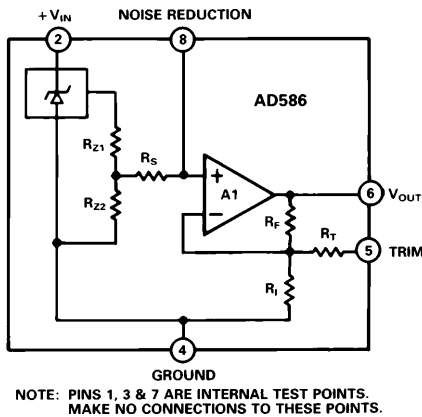 +VIN
NOISE REDUCTION
2
8
AD586
RZ1
RS
RZ2
+
A1
−
6
VOUT
RF
RT
5
TRIM
RI
4
GROUND
NOTE: PINS 1, 3 & 7 ARE INTERNAL TEST POINTS.
MAKE NO CONNECTIONS TO THESE POINTS.